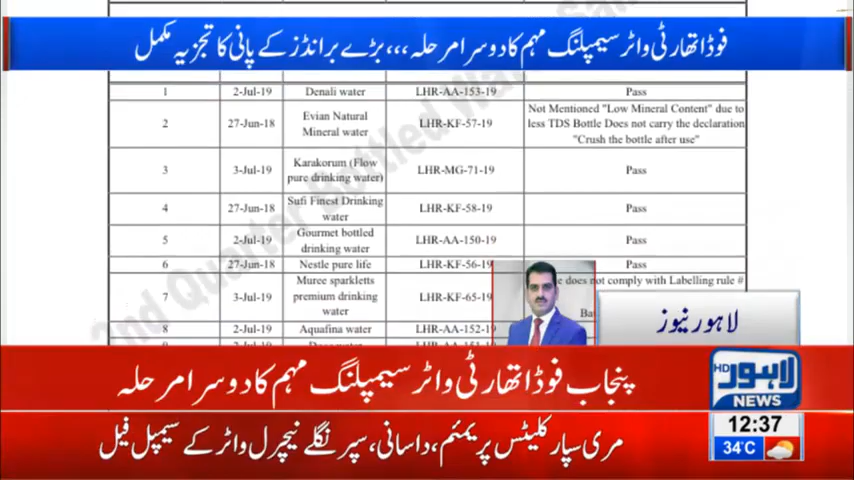 فوڈ اتھارٹی واٹر سیمپلنگ مہم کا دوسرا مرحلہ،،،بڑے برانڈز کے پانی کا تجزیہ مکمل
1 2-Jul-19 Denali water LHR-AA-153-19 Pass
2 27-Jun-18 Evian Natural Mineral water LHR-KF-57-19 Not Mentioned "Low Mineral Content" due to less TDS Bottle Does not carry the declaration "Crush the bottle after use"
3 3-Jul-19 Karakorum (Flow pure drinking water) LHR-MG-71-19 Pass
4 27-Jun-18 Sufi Finest Drinking water LHR-KF-58-19 Pass
5 2-Jul-19 Gourmet bottled drinking water LHR-AA-150-19 Pass
6 27-Jun-18 Nestle pure life LHR-KF-56-19 Pass
7 3-Jul-19 Muree sparkletts premium drinking water LHR-KF-65-19 does not comply with Labelling rule #
8 2-Jul-19 Aquafina water LHR-AA-152-19
2nd Quarter Bottled Wa
لاہور نیوز
پنجاب فوڈ اتھارٹی واٹر سیمپلنگ مہم کا دوسرا مرحلہ
مری سپارکلیٹس پریمئم، داسانی، سپرنگلے نیچرل واٹر کے سیمپل فیل
HD لاہور
NEWS
12:37
34°C